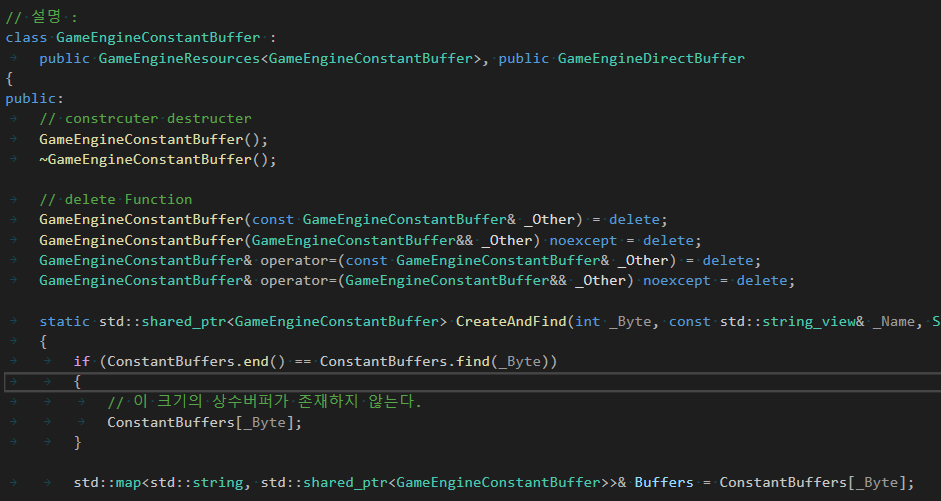 // 설명 :
class GameEngineConstantBuffer :
public GameEngineResources<GameEngineConstantBuffer>, public GameEngineDirectBuffer
{
public:
// constrcuter destructer
GameEngineConstantBuffer();
~GameEngineConstantBuffer();
// delete Function
GameEngineConstantBuffer(const GameEngineConstantBuffer& _Other) = delete;
GameEngineConstantBuffer(GameEngineConstantBuffer&& _Other) noexcept = delete;
GameEngineConstantBuffer& operator=(const GameEngineConstantBuffer& _Other) = delete;
GameEngineConstantBuffer& operator=(GameEngineConstantBuffer&& _Other) noexcept = delete;
static std::shared_ptr<GameEngineConstantBuffer> CreateAndFind(int _Byte, const std::string_view& _Name, S
{
if (ConstantBuffers.end() == ConstantBuffers.find(_Byte))
{
// 이 크기의 상수버퍼가 존재하지 않는다.
ConstantBuffers[_Byte];
}
std::map<std::string, std::shared_ptr<GameEngineConstantBuffer>>& Buffers = ConstantBuffers[_Byte];